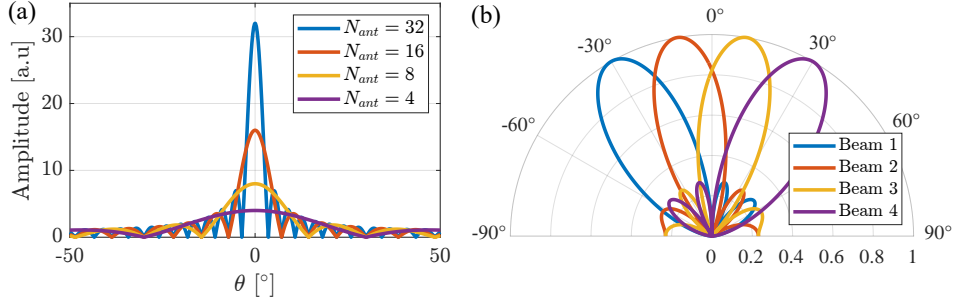 (a)
Amplitude [a.u]
30
20
10
0
-50
0
50
θ [°]
N_ant = 32
N_ant = 16
N_ant = 8
N_ant = 4
(b)
0°
-30°
30°
-60°
60°
-90°
90°
0 0.2 0.4 0.6 0.8 1
Beam 1
Beam 2
Beam 3
Beam 4